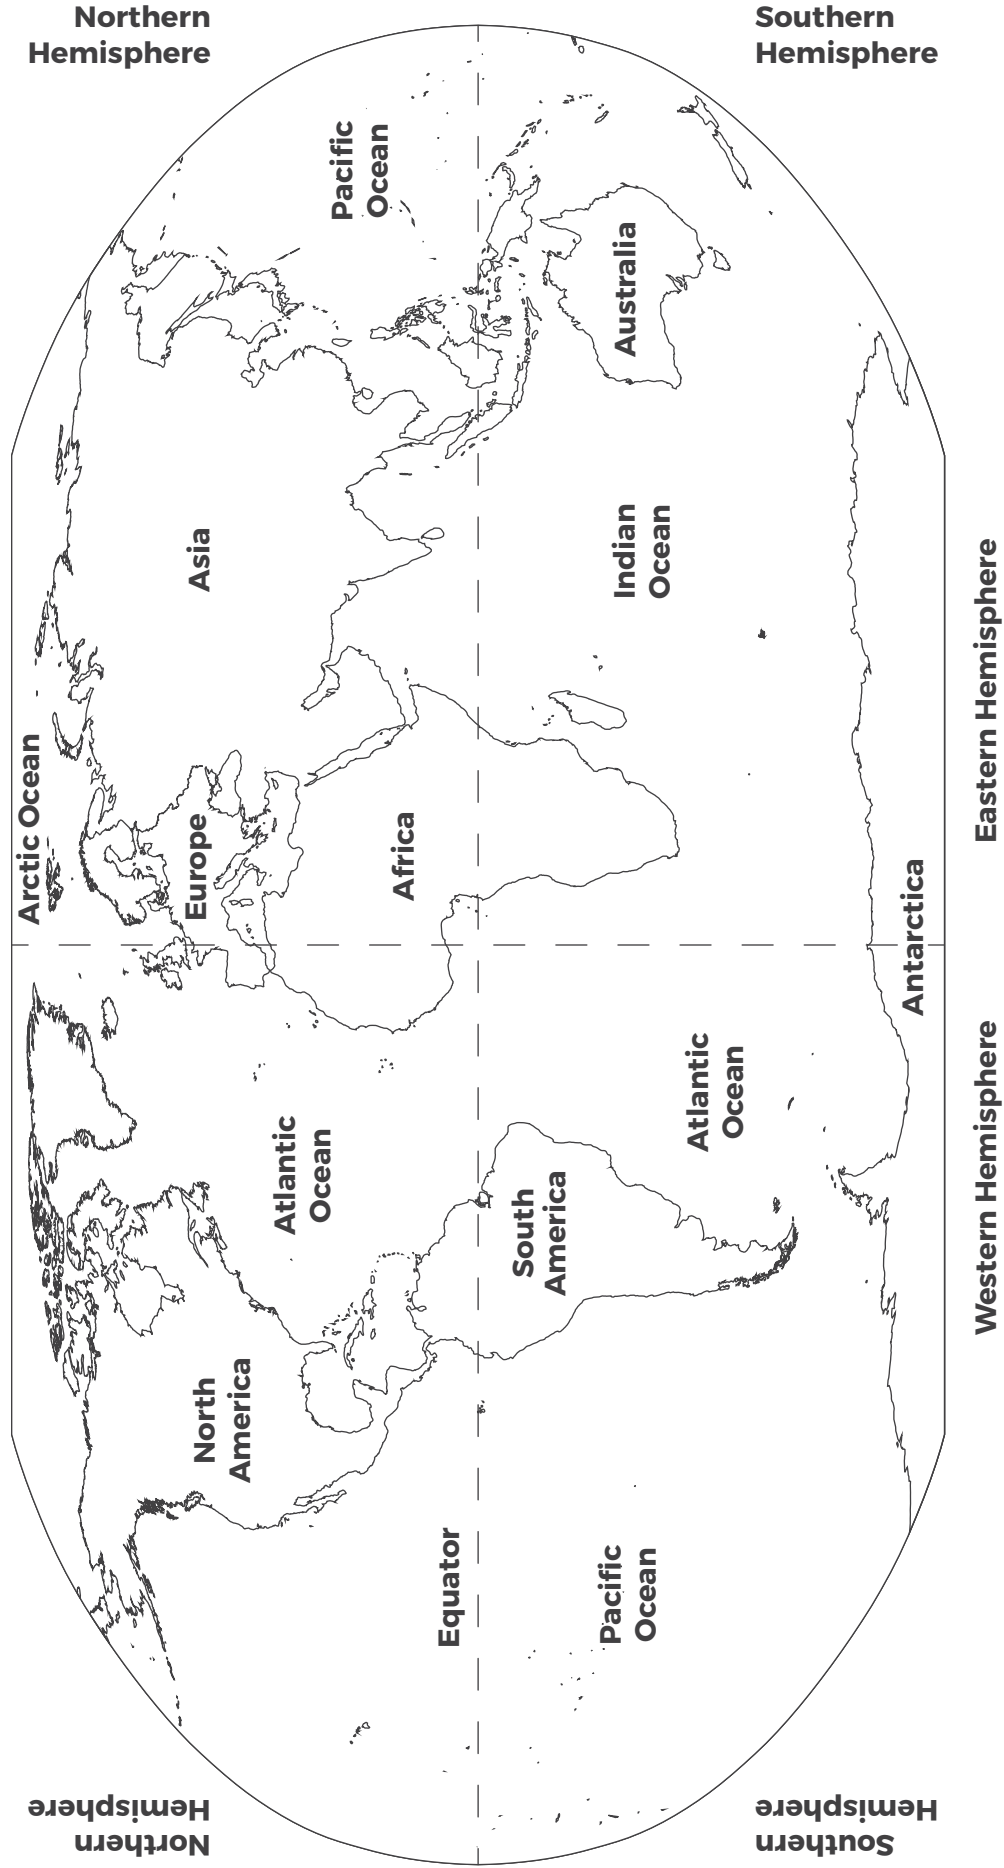 Northern
Hemisphere
Southern
Hemisphere
Pacific
Ocean
Australia
Asia
Indian
Ocean
Eastern Hemisphere
Arctic Ocean
Europe
Africa
Antarctica
Western Hemisphere
Atlantic
Ocean
Atlantic
Ocean
South
America
North
America
Equator
Pacific
Ocean
Northern
Hemisphere
Southern
Hemisphere